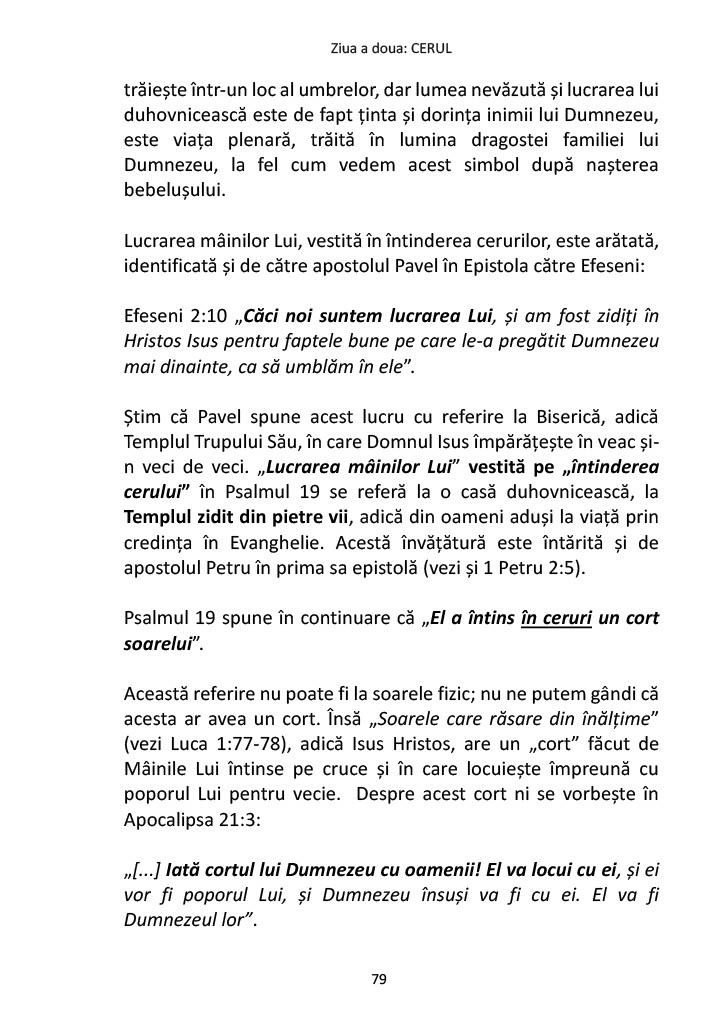 Ziua a doua: CERUL
trăiește într-un loc al umbrelor, dar lumea nevăzută și lucrarea lui
duhovnicească este de fapt ținta și dorința inimii lui Dumnezeu,
este viața plenară, trăită în lumina dragostei familiei lui
Dumnezeu, la fel cum vedem acest simbol după nașterea
bebelușului.
Lucrarea mâinilor Lui, vestită în întinderea cerurilor, este arătată,
identificată și de către apostolul Pavel în Epistola către Efeseni:
Efeseni 2:10 „Căci noi suntem lucrarea Lui, și am fost zidiți în
Hristos Isus pentru faptele bune pe care le-a pregătit Dumnezeu
mai dinainte, ca să umblăm în ele”.
Știm că Pavel spune acest lucru cu referire la Biserică, adică
Templul Trupului Său, în care Domnul Isus împărățește în veac și-
n veci de veci. „Lucrarea mâinilor Lui” vestită pe „întinderea
cerului” în Psalmul 19 se referă la o casă duhovnicească, la
Templul zidit din pietre vii, adică din oameni aduși la viață prin
credința în Evanghelie. Acestă învățătură este întărită și de
apostolul Petru în prima sa epistolă (vezi și 1 Petru 2:5).
Psalmul 19 spune în continuare că „El a întins în ceruri un cort
soarelui”.
Această referire nu poate fi la soarele fizic; nu ne putem gândi că
acesta ar avea un cort. Însă „Soarele care răsare din înălțime”
(vezi Luca 1:77-78), adică Isus Hristos, are un „cort” făcut de
Mâinile Lui întinse pe cruce și în care locuiește împreună cu
poporul Lui pentru vecie.  Despre acest cort ni se vorbește în
Apocalipsa 21:3:
„[...] Iată cortul lui Dumnezeu cu oamenii! El va locui cu ei, și ei
vor fi poporul Lui, și Dumnezeu însuși va fi cu ei. El va fi
Dumnezeul lor”.
79